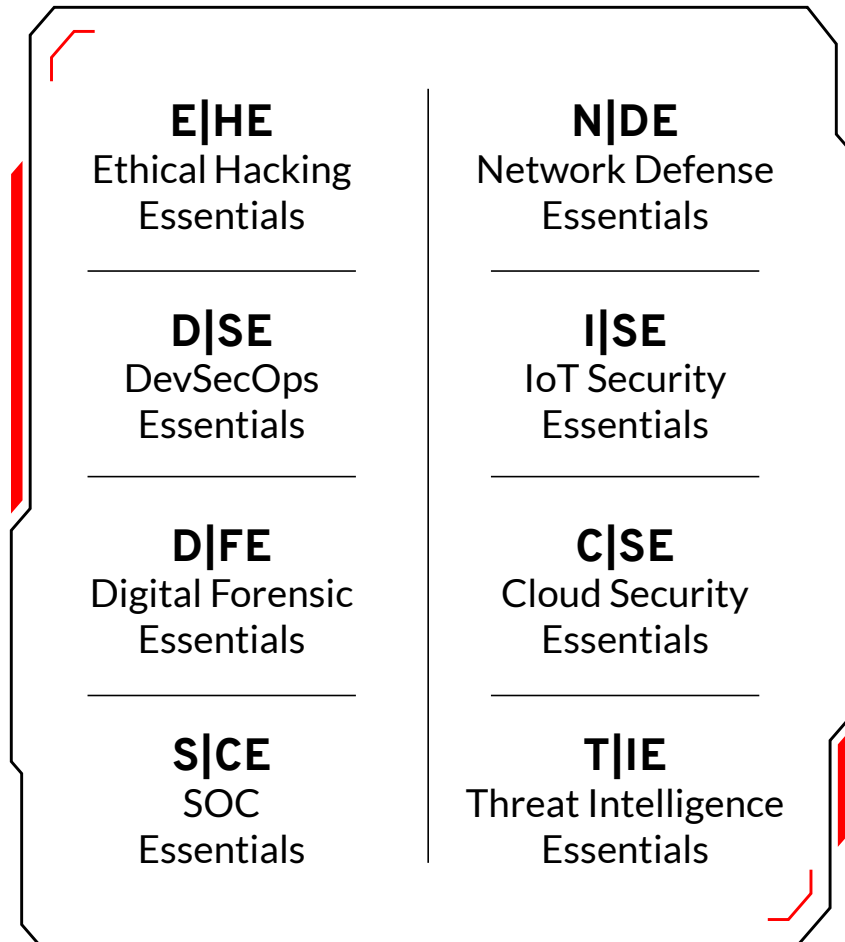 E|HE
Ethical Hacking
Essentials
N|DE
Network Defense
Essentials
D|SE
DevSecOps
Essentials
I|SE
IoT Security
Essentials
D|FE
Digital Forensic
Essentials
C|SE
Cloud Security
Essentials
S|CE
SOC
Essentials
T|IE
Threat Intelligence
Essentials